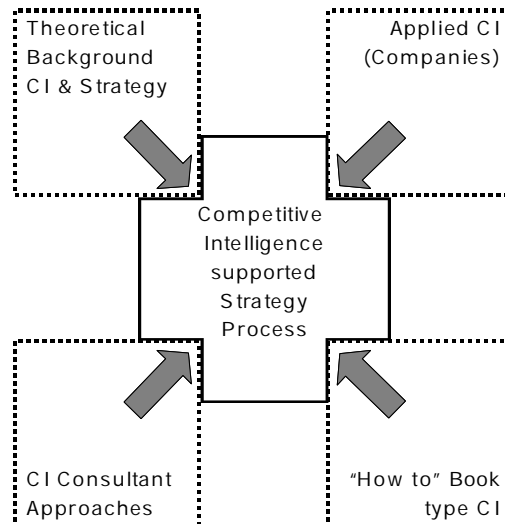 Theoretical
Background
CI & Strategy
Applied CI
(Companies)
Competitive
Intelligence
supported
Strategy
Process
CI Consultant
Approaches
“How to” Book
type CI